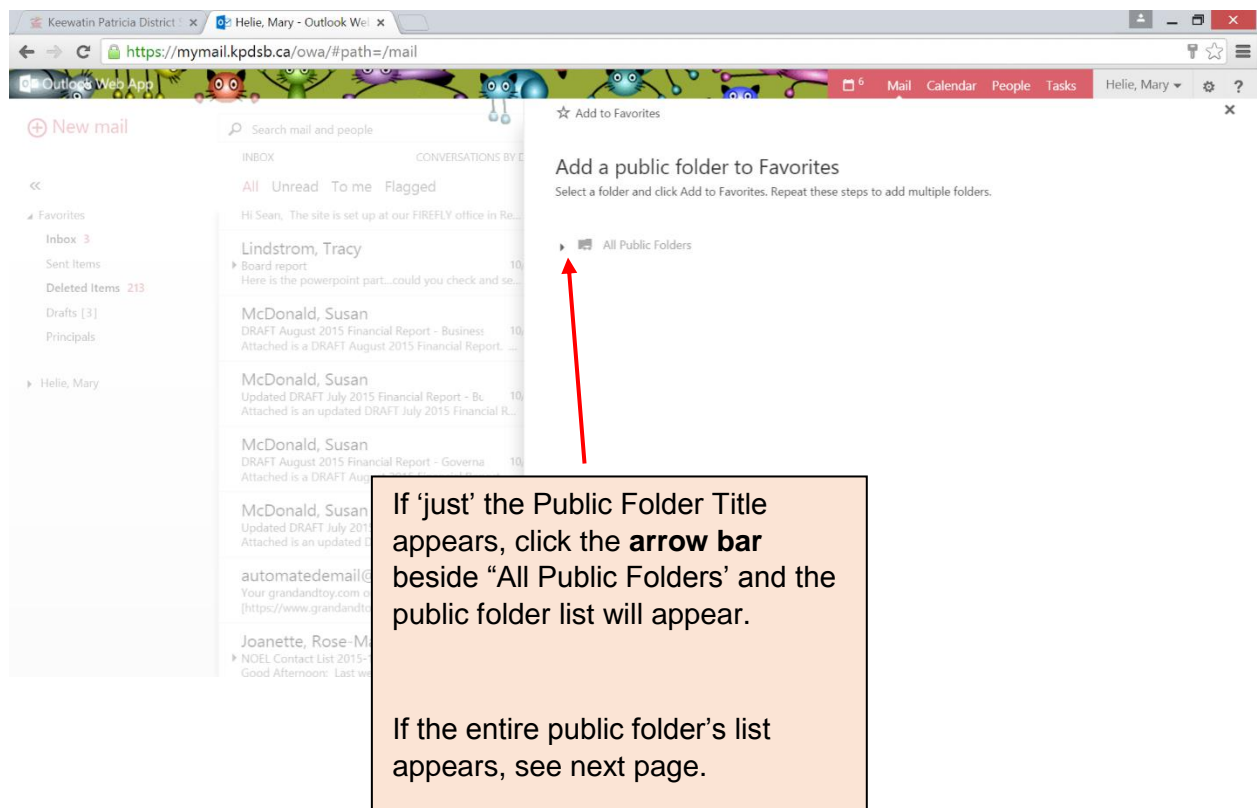 Keewatin Patricia District S
Helie, Mary - Outlook Wel
https://mymail.kpdsb.ca/owa/#path=/mail
Outlook Web App
6 Mail Calendar People Tasks Helie, Mary ?
New mail
Search mail and people
INBOX CONVERSATIONS BY D
All Unread To me Flagged
Favorites
Inbox 3
Sent Items
Deleted Items 213
Drafts [3]
Principals
Helie, Mary
Hi Sean, The site is set up at our FIREFLY office in Re...
Lindstrom, Tracy
Board report 10,
Here is the powerpoint part...could you check and se...
McDonald, Susan
DRAFT August 2015 Financial Report - Business 10,
Attached is a DRAFT August 2015 Financial Report. ...
McDonald, Susan
Updated DRAFT July 2015 Financial Report - Bu 10,
Attached is an updated DRAFT July 2015 Financial R...
McDonald, Susan
DRAFT August 2015 Financial Report - Governa 10,
Attached is a DRAFT Aug
McDonald, Susan
Updated DRAFT July 201
Attached is an updated D
automatedemail@
Your grandandtoy.com o
[https://www.grandandto
Joanette, Rose-Ma
NOEL Contact List 2015-1
Good Afternoon: Last we
Add to Favorites
Add a public folder to Favorites
Select a folder and click Add to Favorites. Repeat these steps to add multiple folders.
All Public Folders
If ‘just’ the Public Folder Title
appears, click the arrow bar
beside “All Public Folders’ and the
public folder list will appear.
If the entire public folder’s list
appears, see next page.